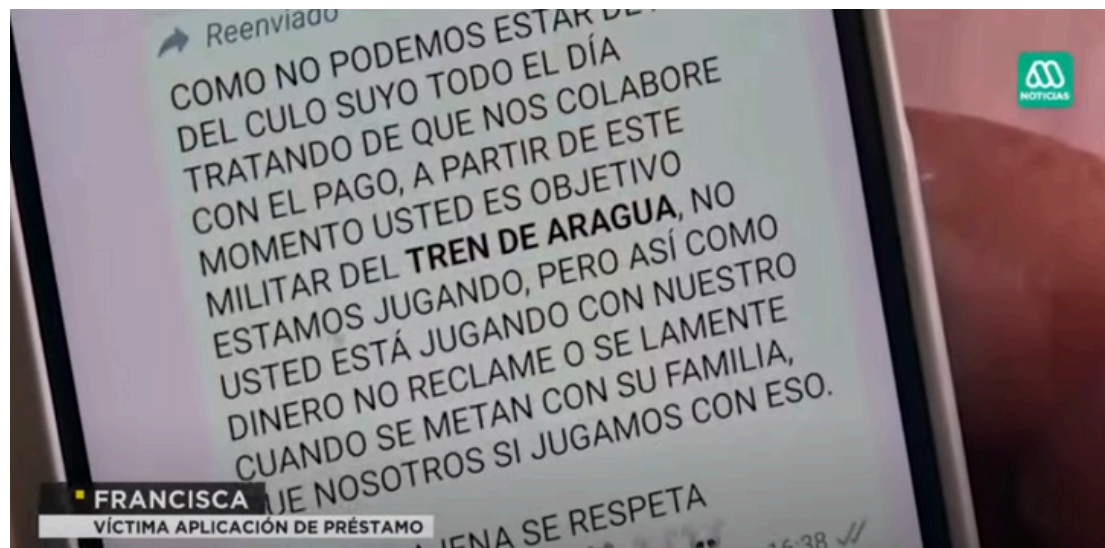 Reenviado
COMO NO PODEMOS ESTAR
DEL CULO SUYO TODO EL DÍA
TRATANDO DE QUE NOS COLABORE
CON EL PAGO, A PARTIR DE ESTE
MOMENTO USTED ES OBJETIVO
MILITAR DEL TREN DE ARAGUA, NO
ESTAMOS JUGANDO, PERO ASÍ COMO
USTED ESTÁ JUGANDO CON NUESTRO
DINERO NO RECLAME O SE LAMENTE
CUANDO SE METAN CON SU FAMILIA,
QUE NOSOTROS SI JUGAMOS CON ESO.
SE RESPETA
16:38
NOTICIAS
FRANCISCA
VÍCTIMA APLICACIÓN DE PRÉSTAMO